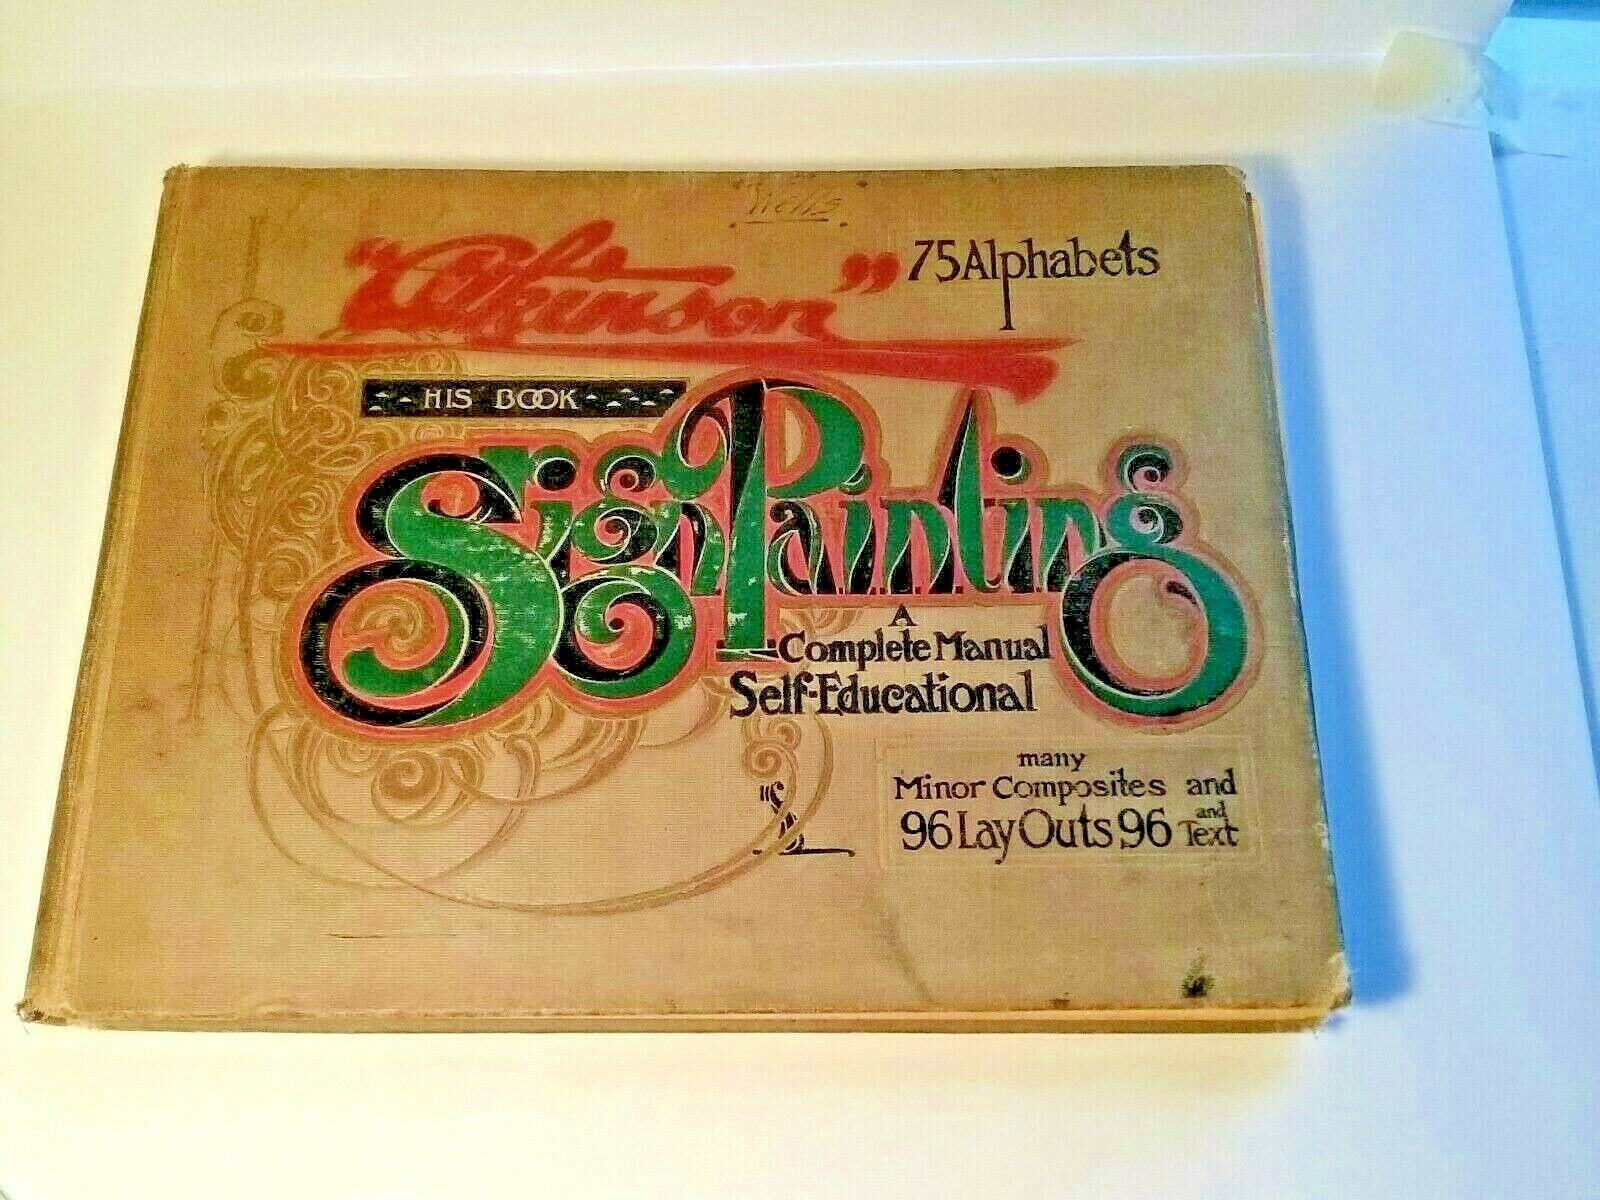 Wells
"Atkinson"
75 Alphabets
HIS BOOK
Sign Painting
A
Complete Manual
Self-Educational
many
Minor Composites and
96 Lay Outs 96 and Text